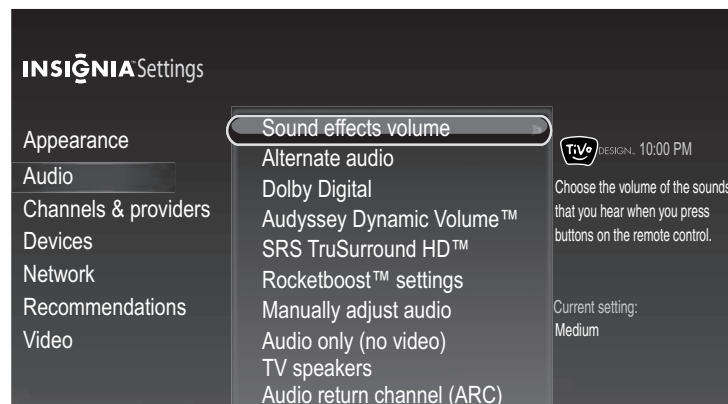 INSIGNIA™ Settings
Appearance
Audio
Channels & providers
Devices
Network
Recommendations
Video
Sound effects volume
Alternate audio
Dolby Digital
Audyssey Dynamic Volume™
SRS TruSurround HD™
Rocketboost™ settings
Manually adjust audio
Audio only (no video)
TV speakers
Audio return channel (ARC)
TiVo DESIGN™ 10:00 PM
Choose the volume of the sounds
that you hear when you press
buttons on the remote control.
Current setting:
Medium